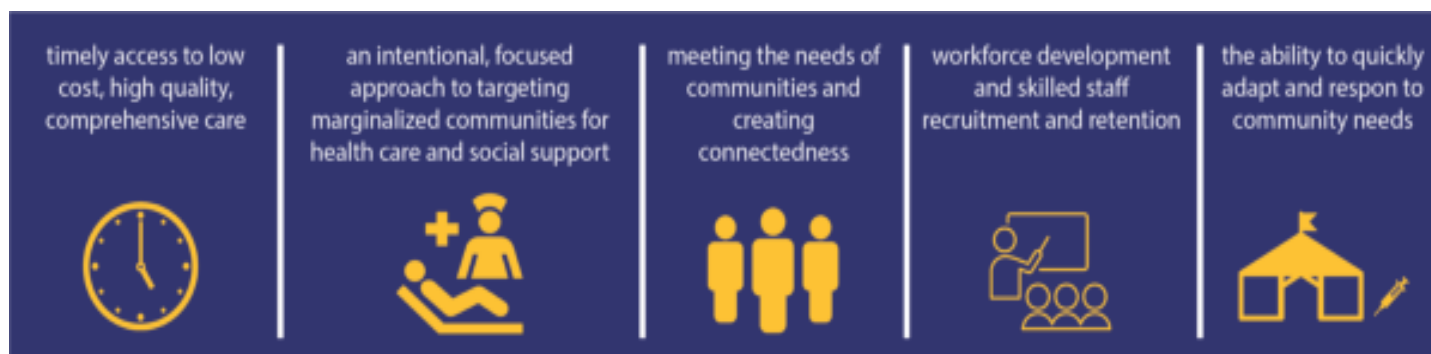 timely access to low
cost, high quality,
comprehensive care
an intentional, focused
approach to targeting
marginalized communities for
health care and social support
meeting the needs of
communities and
creating
connectedness
workforce development
and skilled staff
recruitment and retention
the ability to quickly
adapt and respon to
community needs